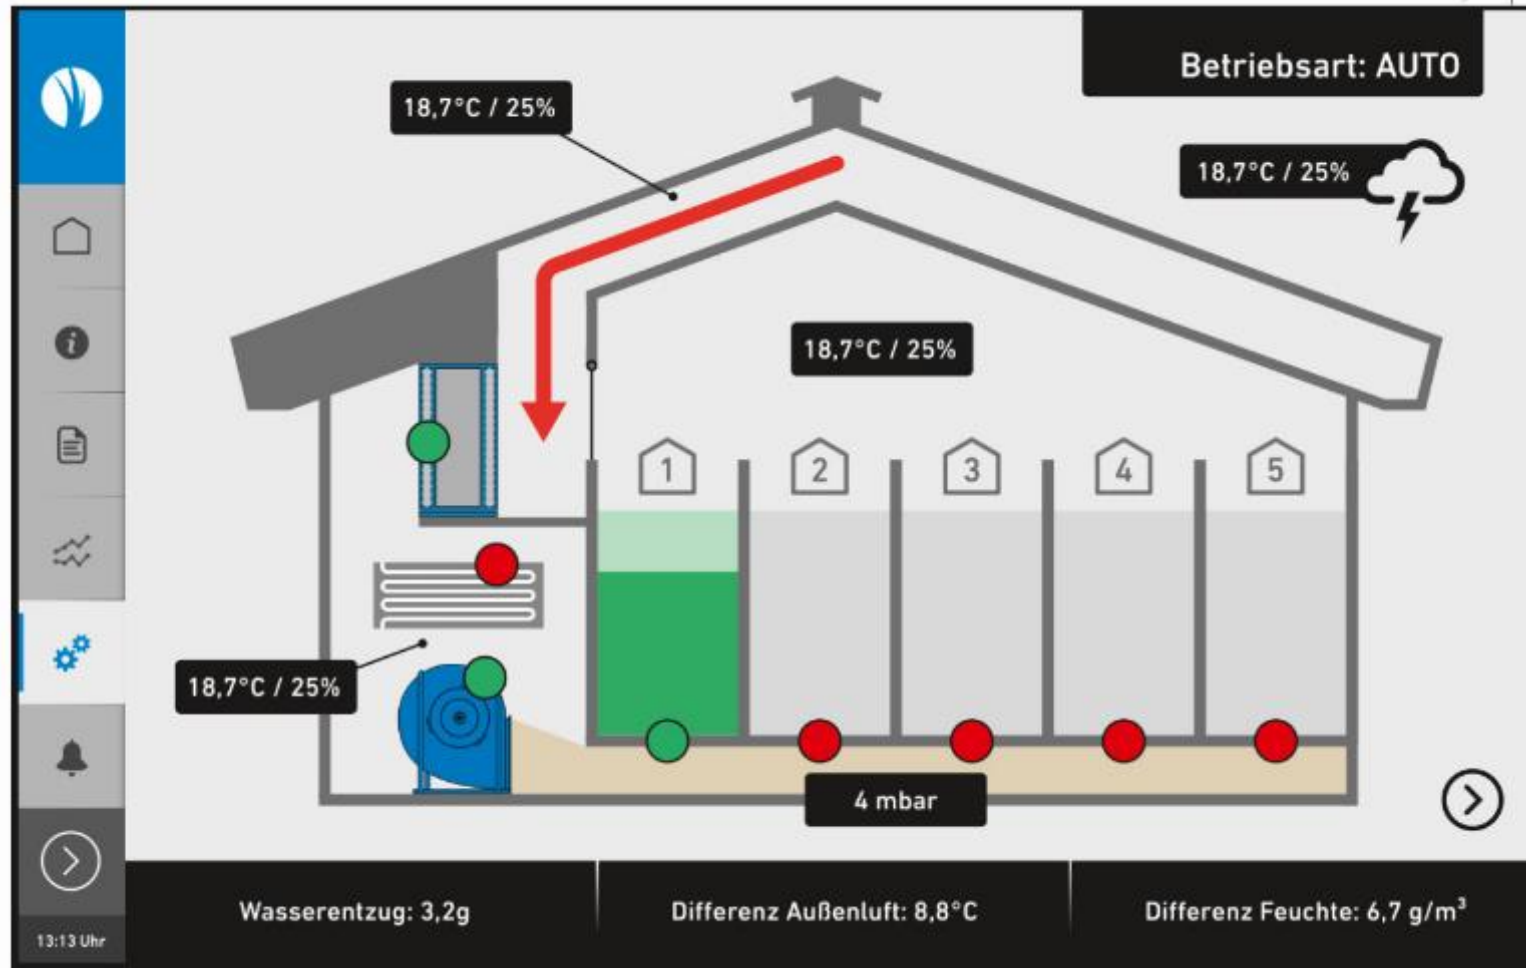 Betriebsart: AUTO
18,7°C / 25%
18,7°C / 25%
18,7°C / 25%
1
2
3
4
5
18,7°C / 25%
4 mbar
Wasserentzug: 3,2g
Differenz Außenluft: 8,8°C
Differenz Feuchte: 6,7 g/m³
13:13 Uhr